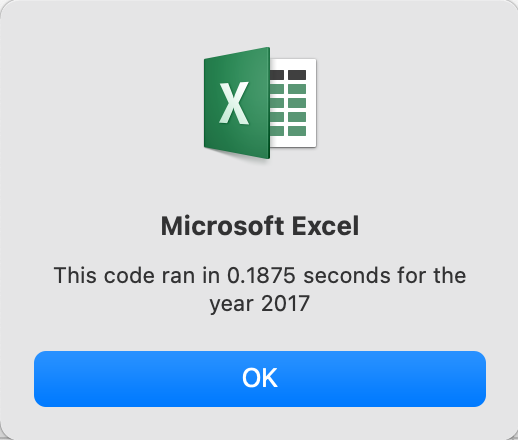 X
Microsoft Excel
This code ran in 0.1875 seconds for the
year 2017
OK